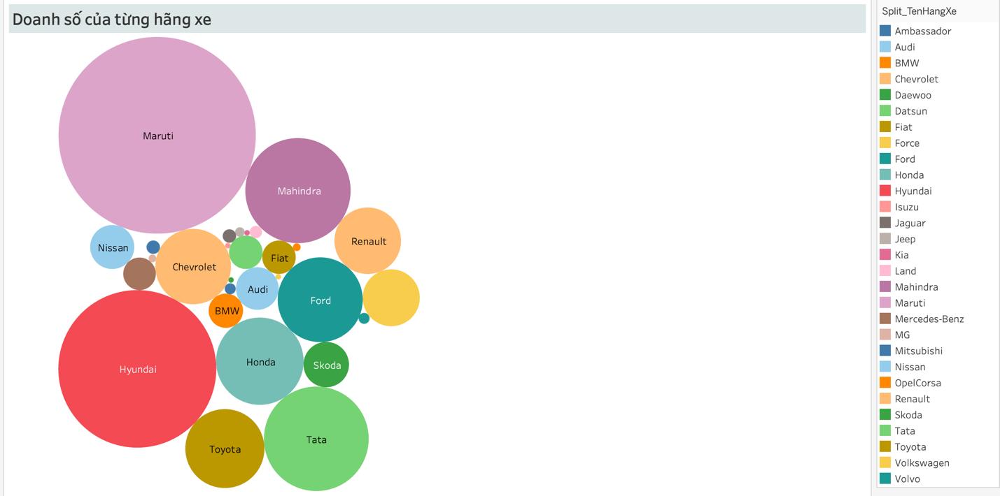 Doanh số của từng hãng xe
Maruti
Mahindra
Renault
Nissan
Fiat
Chevrolet
Audi
Ford
BMW
Honda
Skoda
Hyundai
Tata
Toyota
Split_TenHangXe
Ambassador
Audi
BMW
Chevrolet
Daewoo
Datsun
Fiat
Force
Ford
Honda
Hyundai
Isuzu
Jaguar
Jeep
Kia
Land
Mahindra
Maruti
Mercedes-Benz
MG
Mitsubishi
Nissan
OpelCorsa
Renault
Skoda
Tata
Toyota
Volkswagen
Volvo